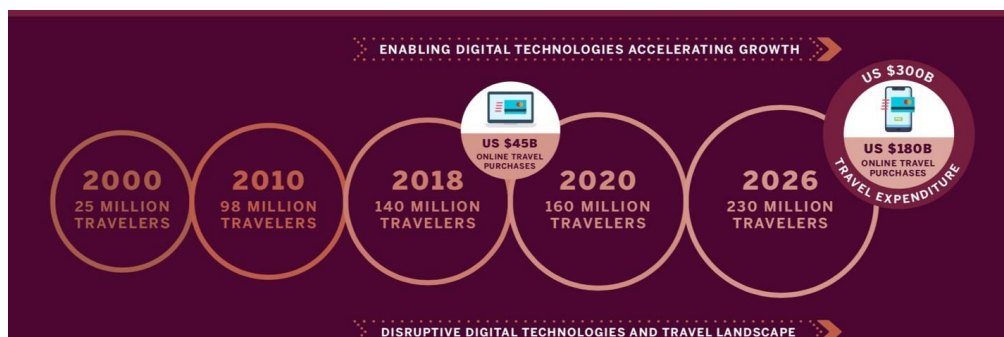 ENABLING DIGITAL TECHNOLOGIES ACCELERATING GROWTH
2000
25 MILLION
TRAVELERS
2010
98 MILLION
TRAVELERS
2018
140 MILLION
TRAVELERS
US $45B
ONLINE TRAVEL
PURCHASES
2020
160 MILLION
TRAVELERS
2026
230 MILLION
TRAVELERS
US $300B
US $180B
ONLINE TRAVEL
PURCHASES
TRAVEL EXPENDITURE
DISRUPTIVE DIGITAL TECHNOLOGIES AND TRAVEL LANDSCAPE